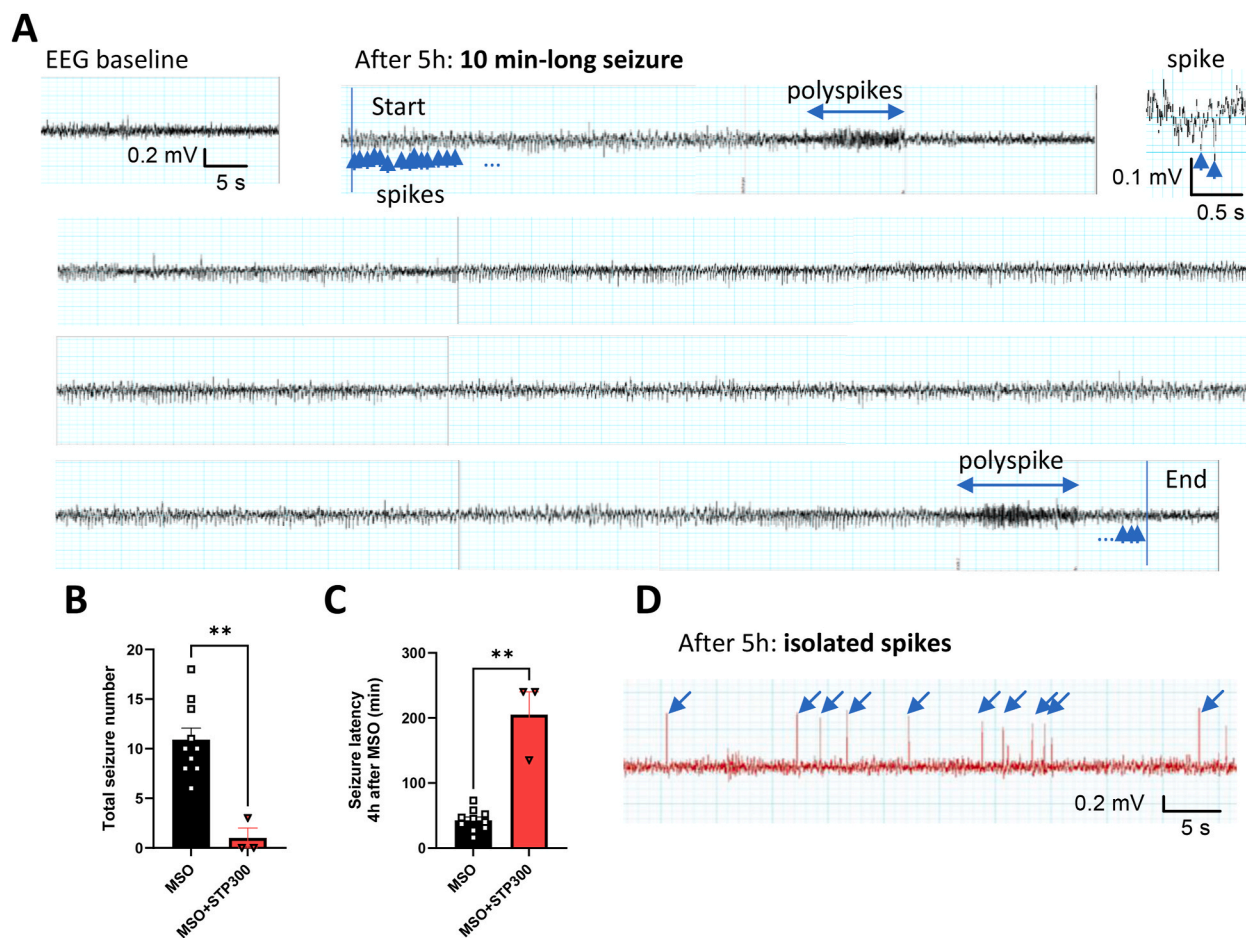 A
EEG baseline
After 5h: 10 min-long seizure
spike
Start
polyspikes
0.2 mV
5 s
spikes
...
0.1 mV
0.5 s
polyspike
End
...
B
C
D
**
Total seizure number
20
15
10
5
0
MSO
MSO+STP300
**
Seizure latency
4h after MSO (min)
300
200
100
0
MSO
MSO+STP300
After 5h: isolated spikes
0.2 mV
5 s